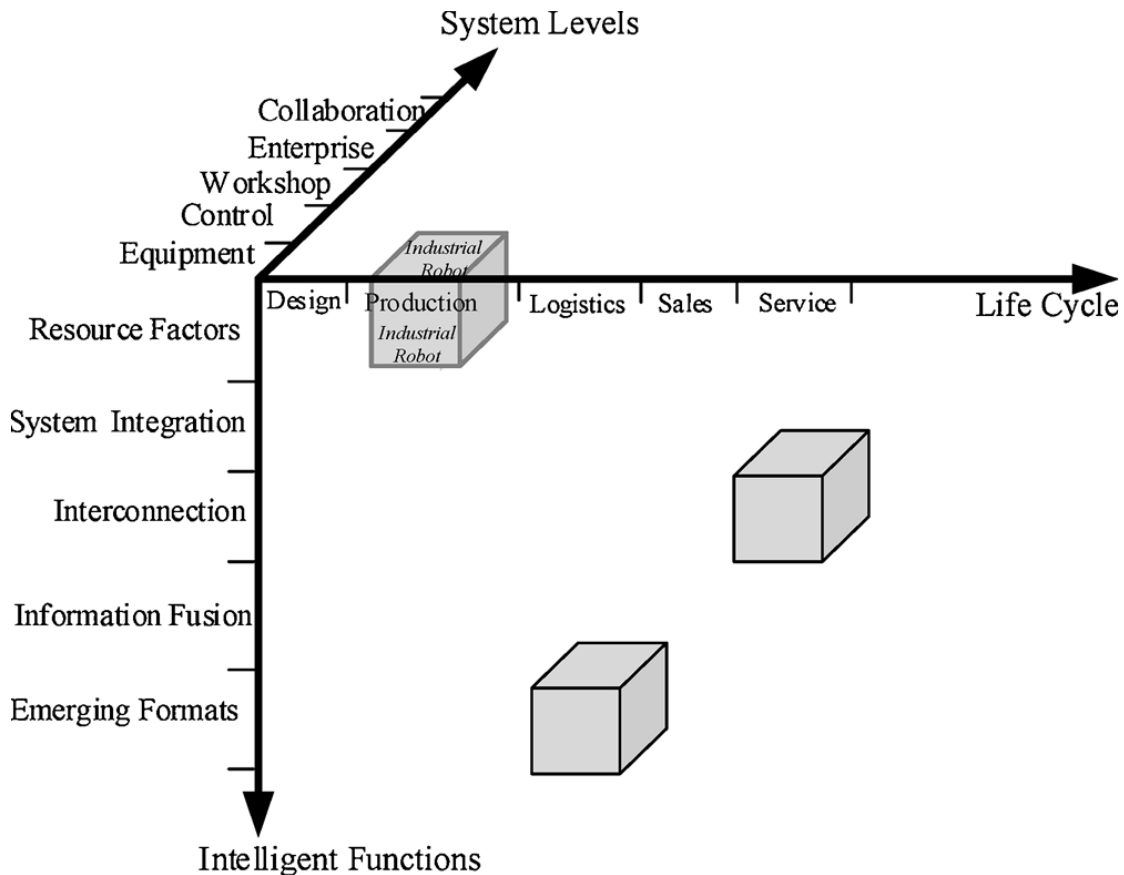 System Levels
Collaboration
Enterprise
Workshop
Control
Equipment
Industrial
Robot
Design
Production
Logistics
Sales
Service
Life Cycle
Industrial
Robot
Resource Factors
System Integration
Interconnection
Information Fusion
Emerging Formats
Intelligent Functions